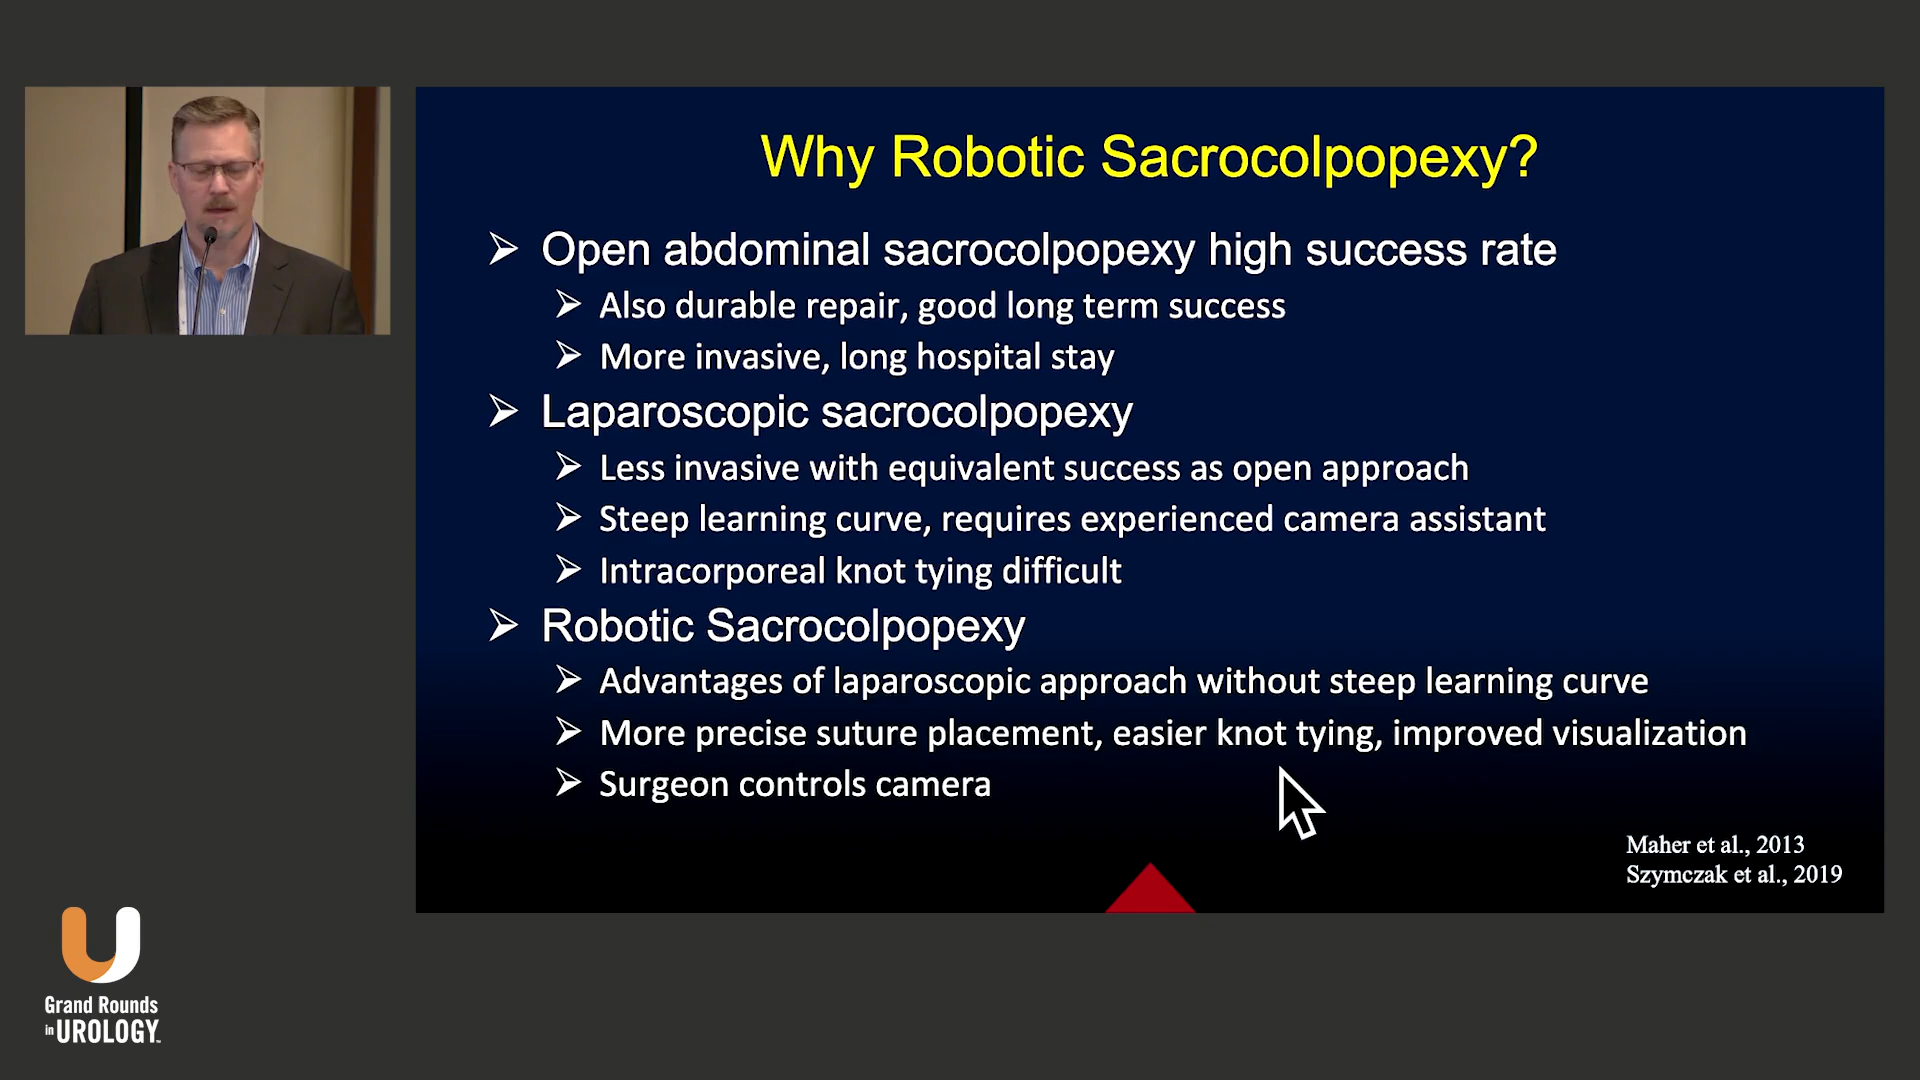 Why Robotic Sacrocolpopexy?
Open abdominal sacrocolpopexy high success rate
Also durable repair, good long term success
More invasive, long hospital stay
Laparoscopic sacrocolpopexy
Less invasive with equivalent success as open approach
Steep learning curve, requires experienced camera assistant
Intracorporeal knot tying difficult
Robotic Sacrocolpopexy
Advantages of laparoscopic approach without steep learning curve
More precise suture placement, easier knot tying, improved visualization
Surgeon controls camera
Maher et al., 2013
Szymczak et al., 2019
Grand Rounds
in UROLOGY™